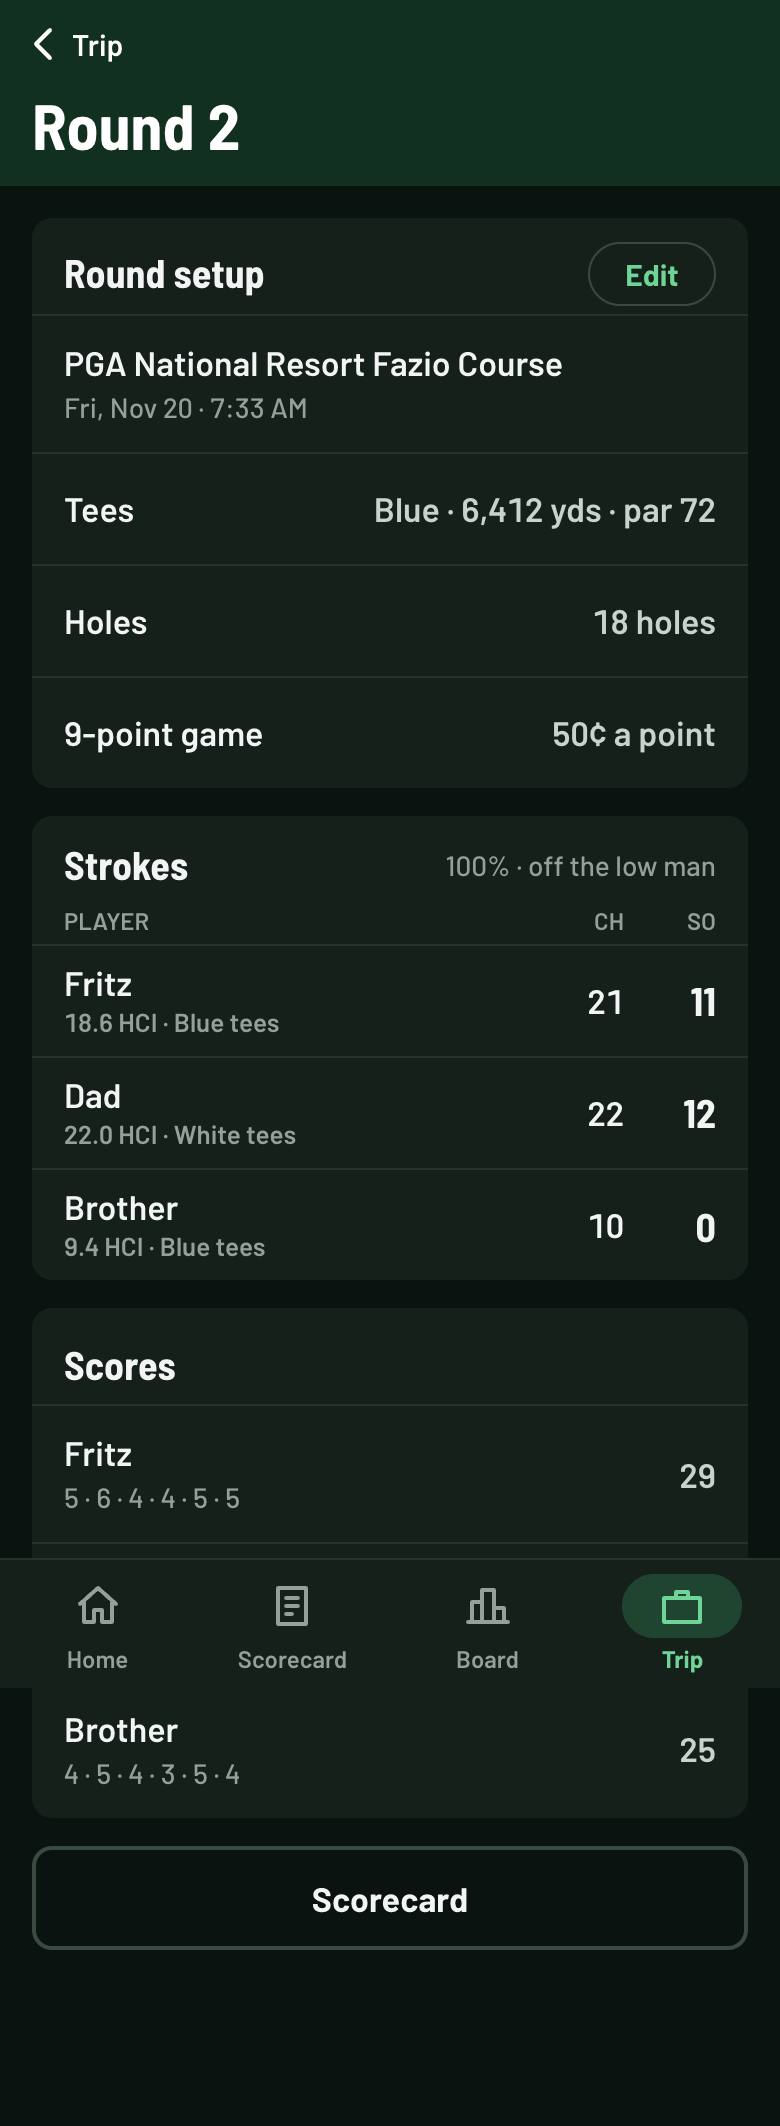 Trip
Round 2
Round setup
Edit
PGA National Resort Fazio Course
Fri, Nov 20 · 7:33 AM
Tees
Blue · 6,412 yds · par 72
Holes
18 holes
9-point game
50¢ a point
Strokes
100% · off the low man
PLAYER CH SO
Fritz
18.6 HCI · Blue tees
21 11
Dad
22.0 HCI · White tees
22 12
Brother
9.4 HCI · Blue tees
10 0
Scores
Fritz
5 · 6 · 4 · 4 · 5 · 5
29
Home Scorecard Board Trip
Brother
4 · 5 · 4 · 3 · 5 · 4
25
Scorecard